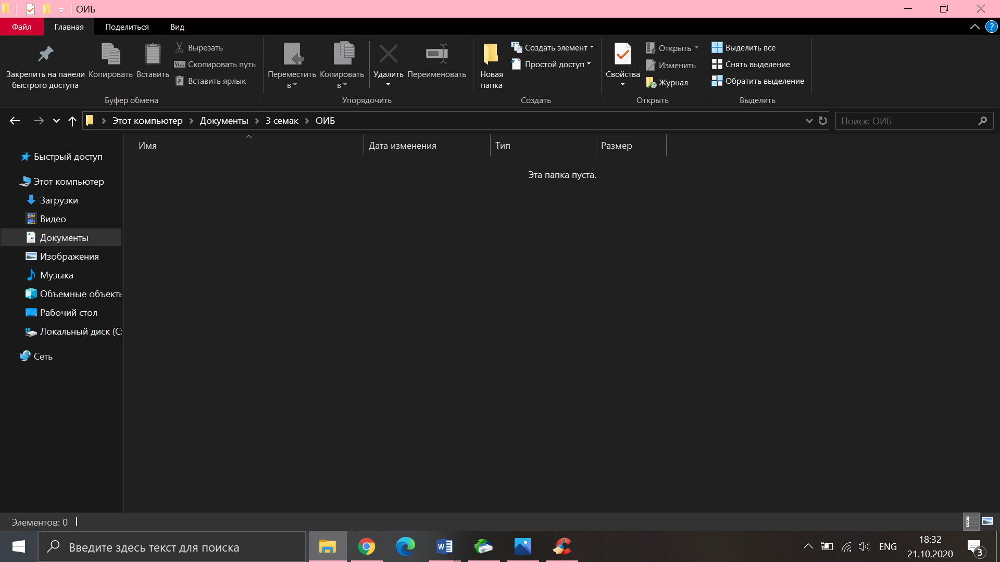 ОИБ
Файл Главная Поделиться Вид
Закрепить на панели
быстрого доступа
Копировать
Вставить
Вырезать
Скопировать путь
Вставить ярлык
Буфер обмена
Переместить
в
Копировать
в
Удалить
Переименовать
Упорядочить
Новая
папка
Создать элемент
Простой доступ
Создать
Свойства
Открыть
Изменить
Журнал
Открыть
Выделить все
Снять выделение
Обратить выделение
Выделить
Этот компьютер Документы 3 семак ОИБ
Поиск: ОИБ
Имя Дата изменения Тип Размер
Эта папка пуста.
Быстрый доступ
Этот компьютер
Загрузки
Видео
Документы
Изображения
Музыка
Объемные объекты
Рабочий стол
Локальный диск (C:
Сеть
Элементов: 0
Введите здесь текст для поиска
ENG
18:32
21.10.2020
3